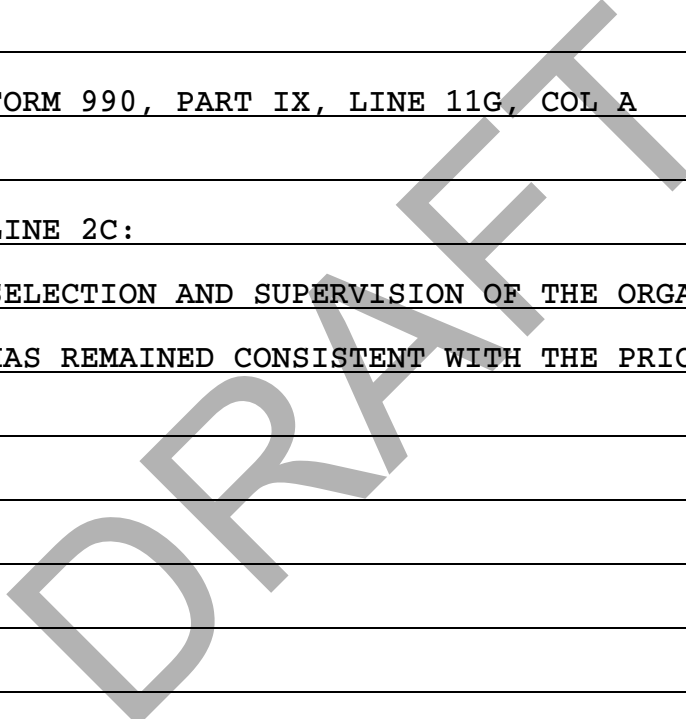 FORM 990, PART IX, LINE 11G, COL A
LINE 2C:
SELECTION AND SUPERVISION OF THE ORGA
HAS REMAINED CONSISTENT WITH THE PRIO
DRAFT